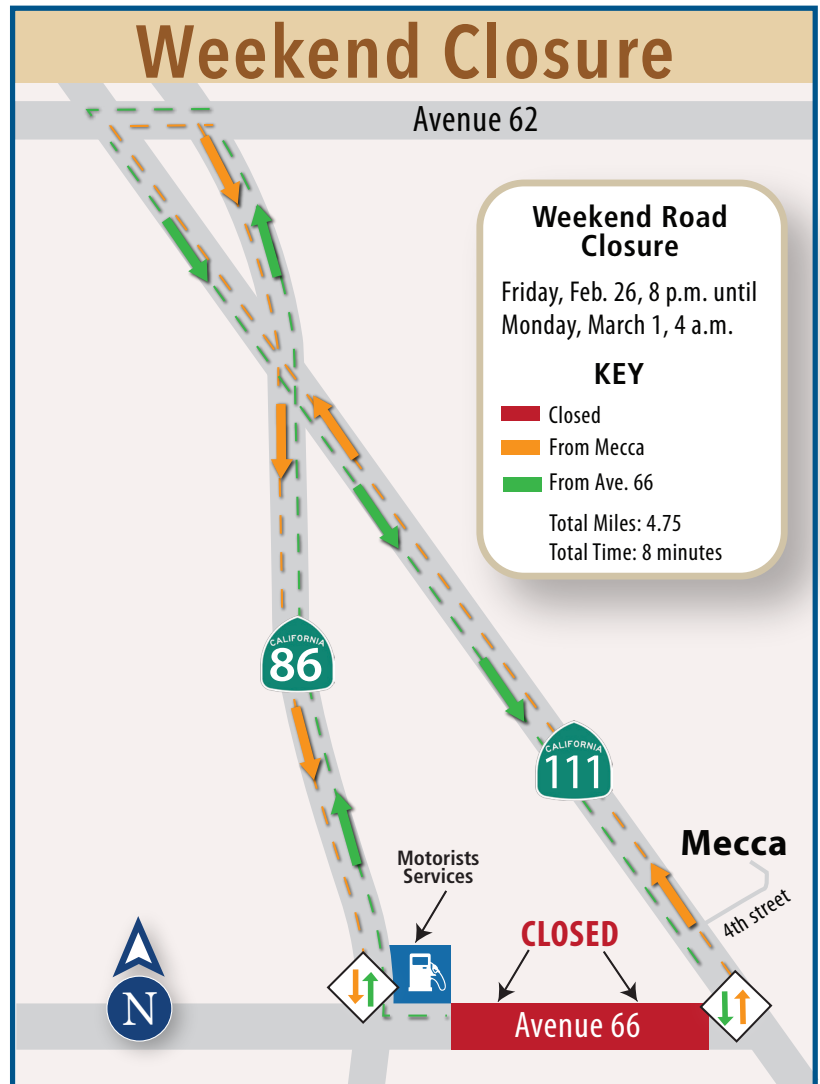 Weekend Closure
Avenue 62
Weekend Road
Closure
Friday, Feb. 26, 8 p.m. until
Monday, March 1, 4 a.m.
KEY
Closed
From Mecca
From Ave. 66
Total Miles: 4.75
Total Time: 8 minutes
CALIFORNIA
86
CALIFORNIA
111
Mecca
4th street
Motorists
Services
CLOSED
Avenue 66
N